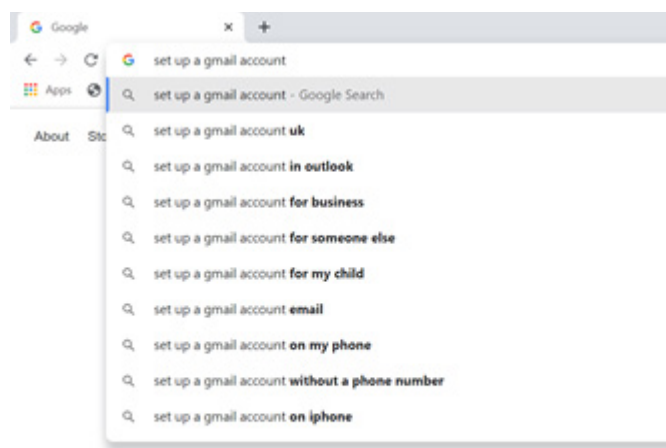 Google
set up a gmail account
Apps
set up a gmail account - Google Search
About Sto
set up a gmail account uk
set up a gmail account in outlook
set up a gmail account for business
set up a gmail account for someone else
set up a gmail account for my child
set up a gmail account email
set up a gmail account on my phone
set up a gmail account without a phone number
set up a gmail account on iphone